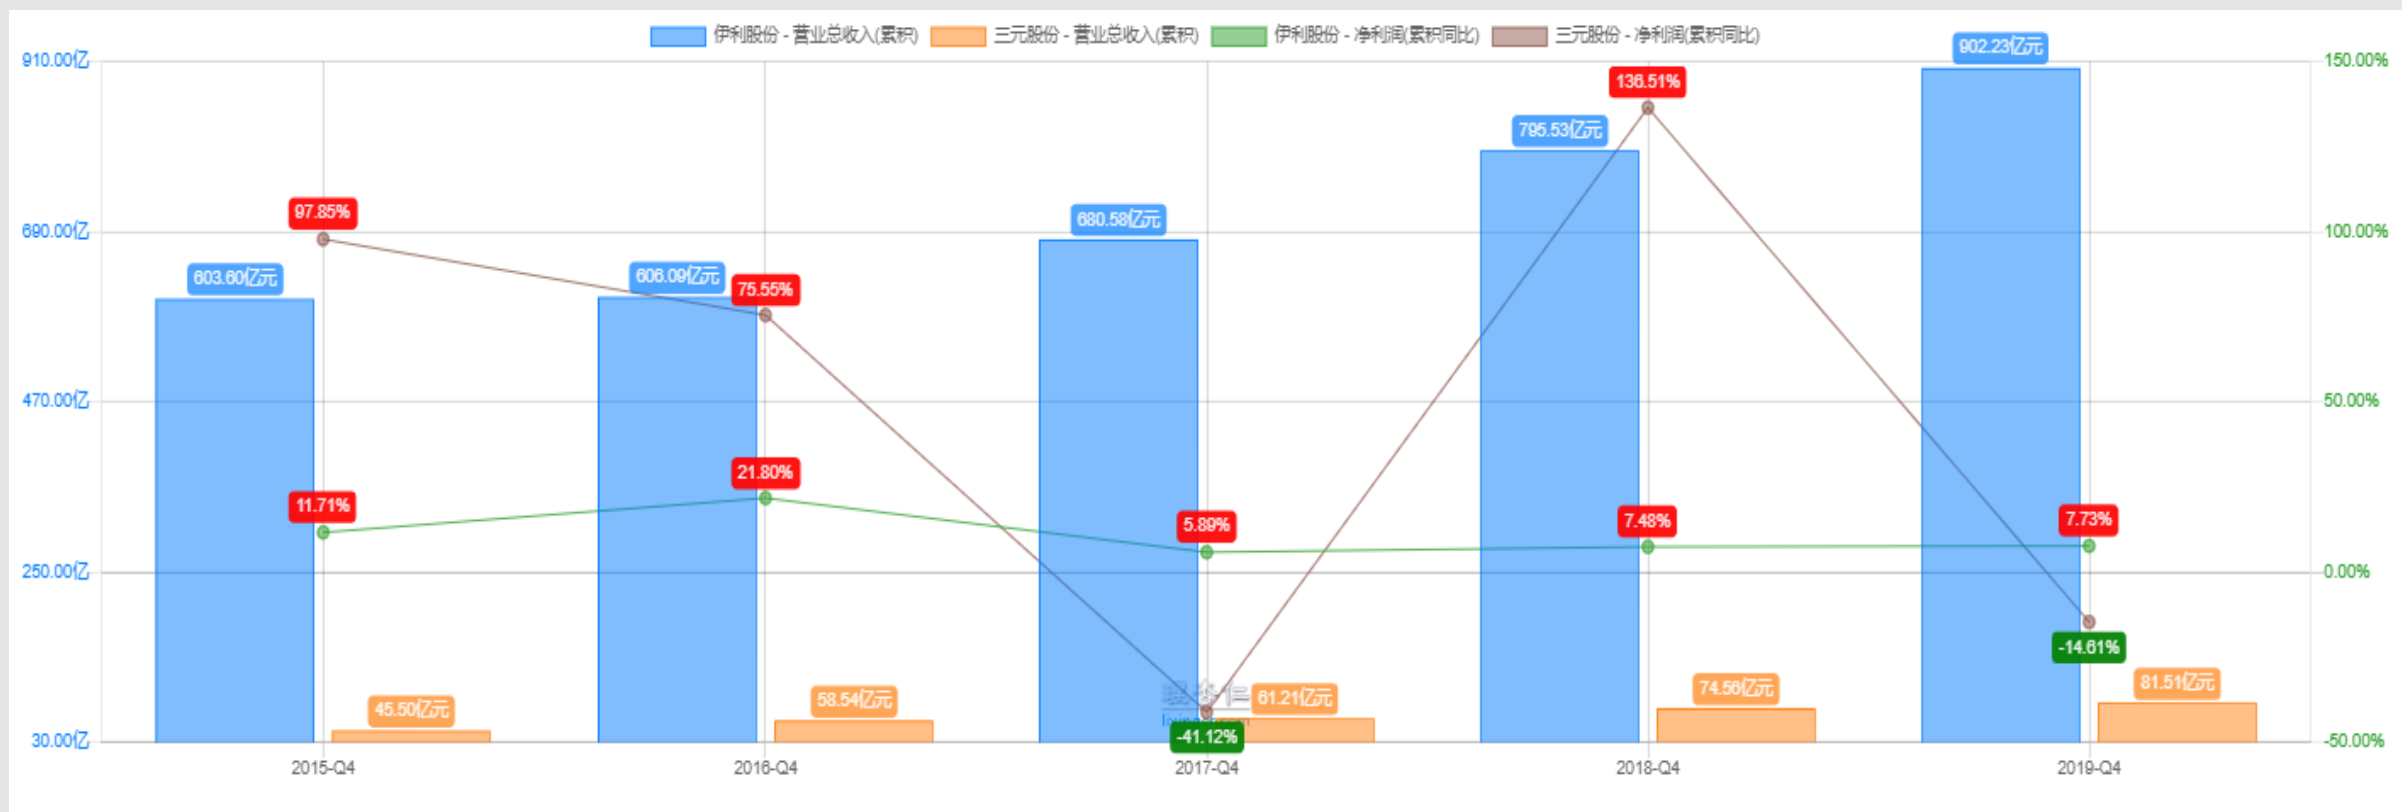 伊利股份 - 营业总收入(累积) 三元股份 - 营业总收入(累积) 伊利股份 - 净利润(累积同比) 三元股份 - 净利润(累积同比)
902.23亿元
910.00亿 150.00%
136.51%
795.53亿元
97.85%
680.58亿元
690.00亿 100.00%
603.60亿元 606.09亿元
75.55%
470.00亿 50.00%
21.80%
11.71%
5.89% 7.48% 7.73%
250.00亿 0.00%
-14.61%
74.56亿元 81.51亿元
45.50亿元 58.54亿元 61.21亿元
-41.12%
30.00亿 -50.00%
2015-Q4 2016-Q4 2017-Q4 2018-Q4 2019-Q4